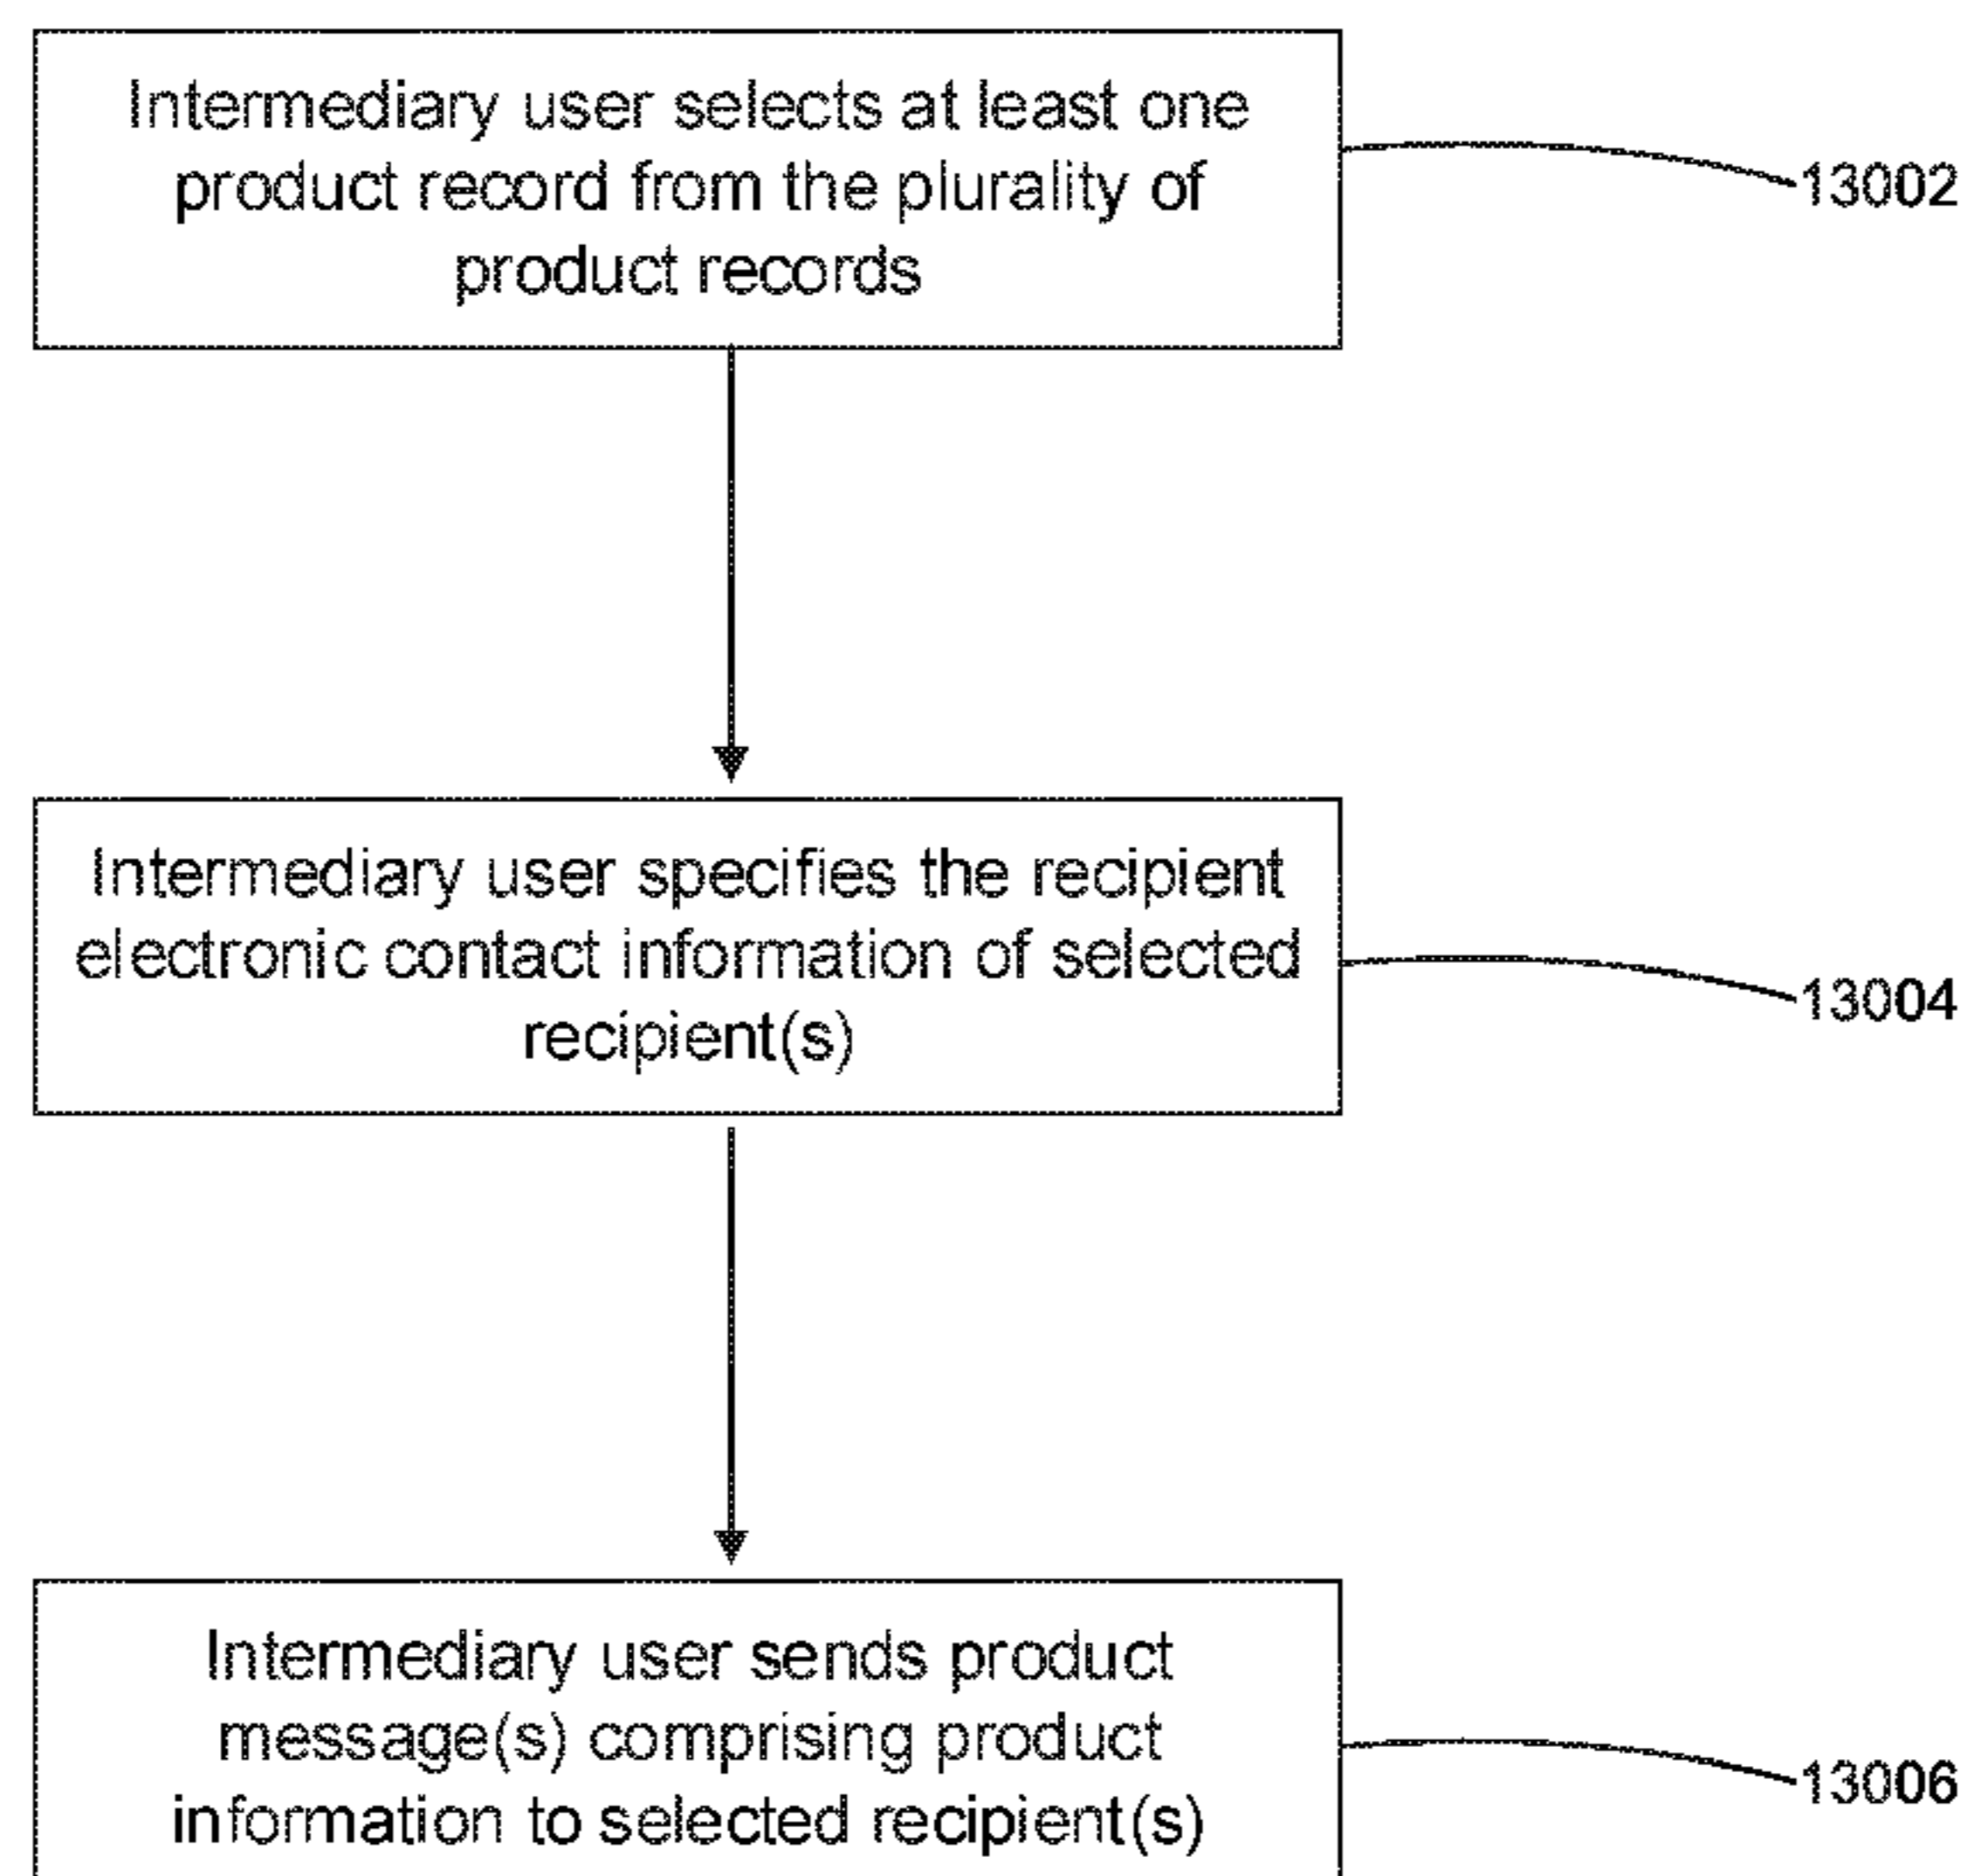 Intermediary user selects at least one
product record from the plurality of
product records
13002
Intermediary user specifies the recipient
electronic contact information of selected
recipient(s)
13004
Intermediary user sends product
message(s) comprising product
information to selected recipient(s)
13006